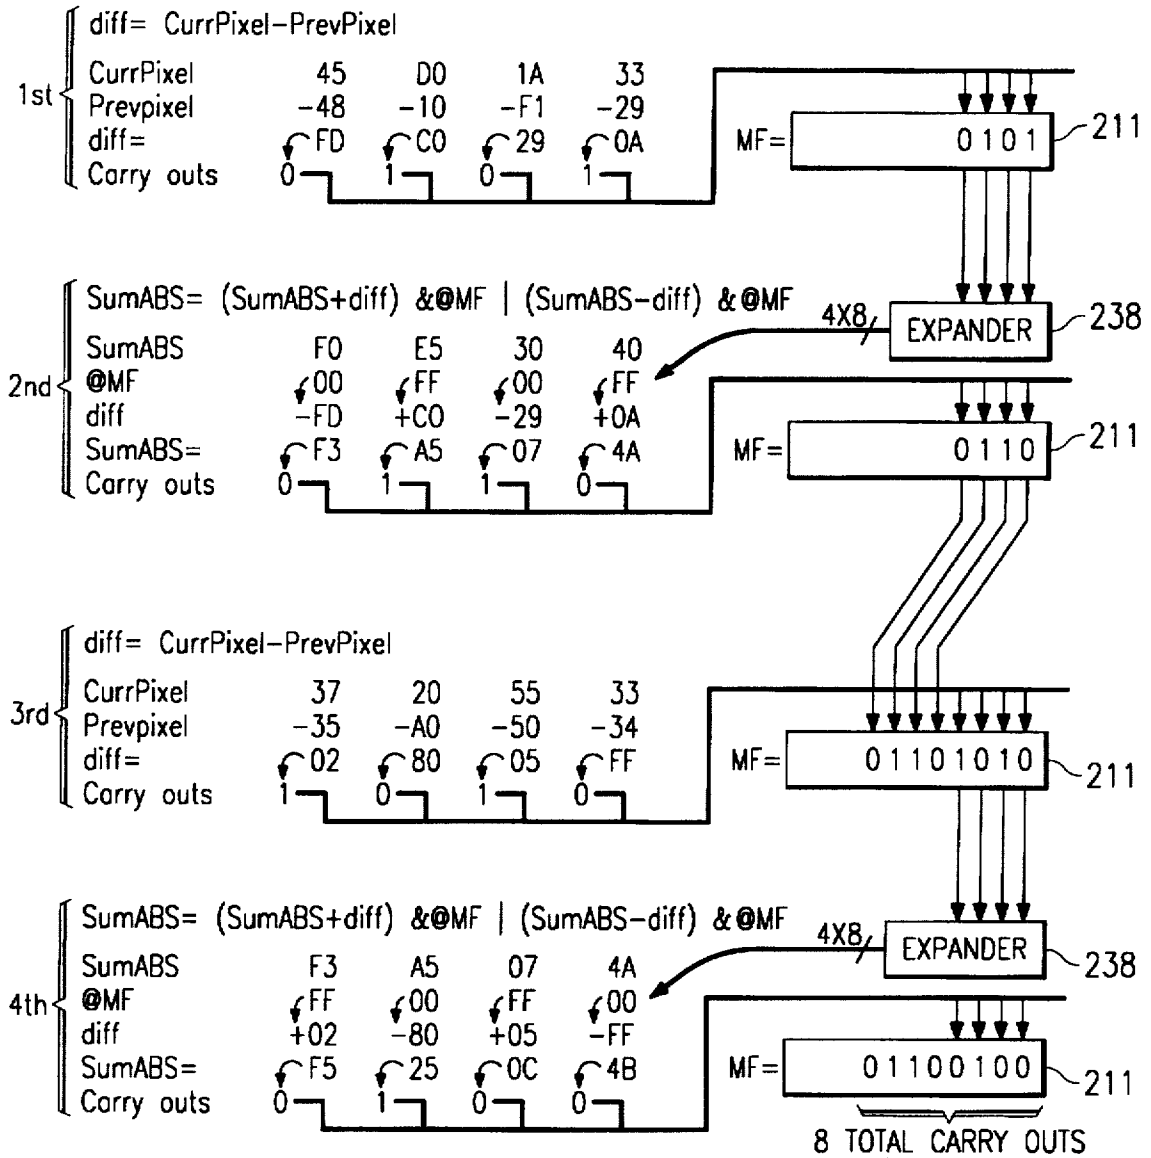 1st
diff= CurrPixel-PrevPixel
CurrPixel 45 D0 1A 33
Prevpixel -48 -10 -F1 -29
diff= FD C0 29 0A
Carry outs 0 1 0 1
MF= 0101 211
2nd
SumABS= (SumABS+diff) &@MF | (SumABS-diff) &@MF
4X8 EXPANDER 238
SumABS F0 E5 30 40
@MF 00 FF 00 FF
diff -FD +C0 -29 +0A
SumABS= F3 A5 07 4A
Carry outs 0 1 1 0
MF= 0110 211
3rd
diff= CurrPixel-PrevPixel
CurrPixel 37 20 55 33
Prevpixel -35 -A0 -50 -34
diff= 02 80 05 FF
Carry outs 1 0 1 0
MF= 01101010 211
4th
SumABS= (SumABS+diff) &@MF | (SumABS-diff) &@MF
4X8 EXPANDER 238
SumABS F3 A5 07 4A
@MF FF 00 FF 00
diff +02 -80 +05 -FF
SumABS= F5 25 0C 4B
Carry outs 0 1 0 0
MF= 01100100 211
8 TOTAL CARRY OUTS